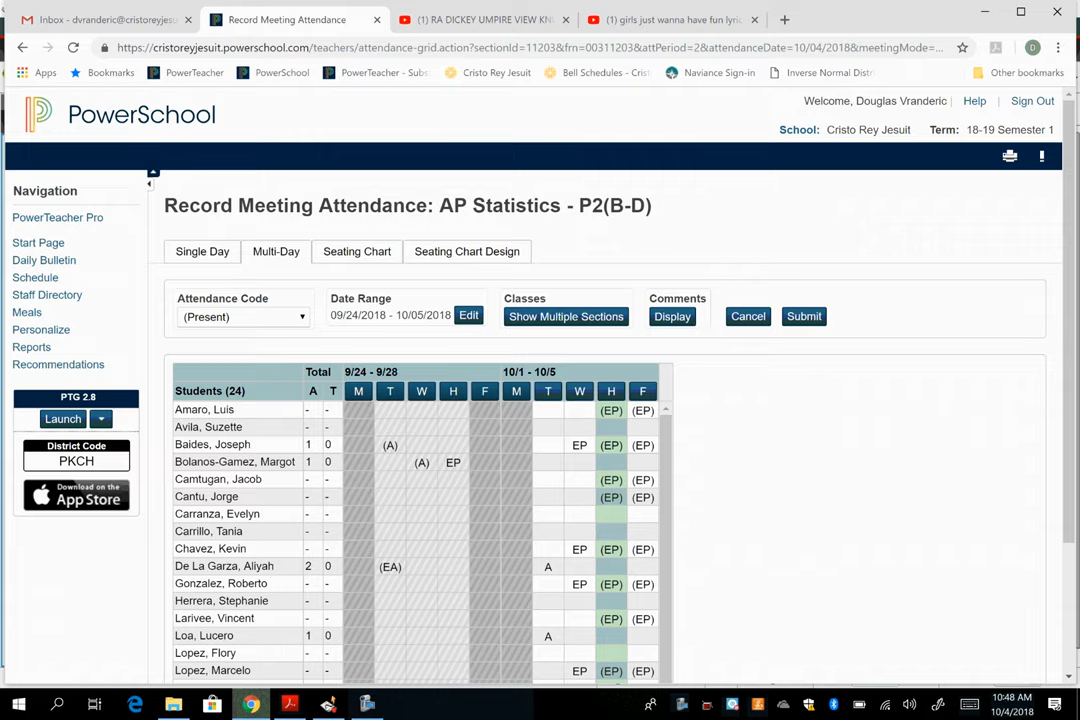 Inbox - dvranderic@cristoreyjesuit
Record Meeting Attendance
(1) RA DICKEY UMPIRE VIEW KN
(1) girls just wanna have fun lyric
https://cristoreyjesuit.powerschool.com/teachers/attendance-grid.action?sectionId=11203&frn=00311203&attPeriod=2&attendanceDate=10/04/2018&meetingMode=...
D
Apps
Bookmarks
PowerTeacher
PowerSchool
PowerTeacher - Subs
Cristo Rey Jesuit
Bell Schedules - Crist
Naviance Sign-in
Inverse Normal Distri
Other bookmarks
PowerSchool
Welcome, Douglas Vranderic | Help | Sign Out
School: Cristo Rey Jesuit Term: 18-19 Semester 1
Navigation
PowerTeacher Pro
Start Page
Daily Bulletin
Schedule
Staff Directory
Meals
Personalize
Reports
Recommendations
PTG 2.8
Launch
District Code
PKCH
Download on the
App Store
Record Meeting Attendance: AP Statistics - P2(B-D)
Single Day Multi-Day Seating Chart Seating Chart Design
Attendance Code Date Range Classes Comments
(Present) 09/24/2018 - 10/05/2018 Edit Show Multiple Sections Display Cancel Submit
Total 9/24 - 9/28 10/1 - 10/5
Students (24) A T M T W H F M T W H F
Amaro, Luis - - (EP) (EP)
Avila, Suzette - -
Baides, Joseph 1 0 (A) EP (EP) (EP)
Bolanos-Gamez, Margot 1 0 (A) EP
Camtugan, Jacob - - (EP) (EP)
Cantu, Jorge - - (EP) (EP)
Carranza, Evelyn - -
Carrillo, Tania - -
Chavez, Kevin - - EP (EP) (EP)
De La Garza, Aliyah 2 0 (EA) A
Gonzalez, Roberto - - EP (EP) (EP)
Herrera, Stephanie - -
Larivee, Vincent - - (EP) (EP)
Loa, Lucero 1 0 A
Lopez, Flory - -
Lopez, Marcelo - - EP (EP) (EP)
10:48 AM
10/4/2018